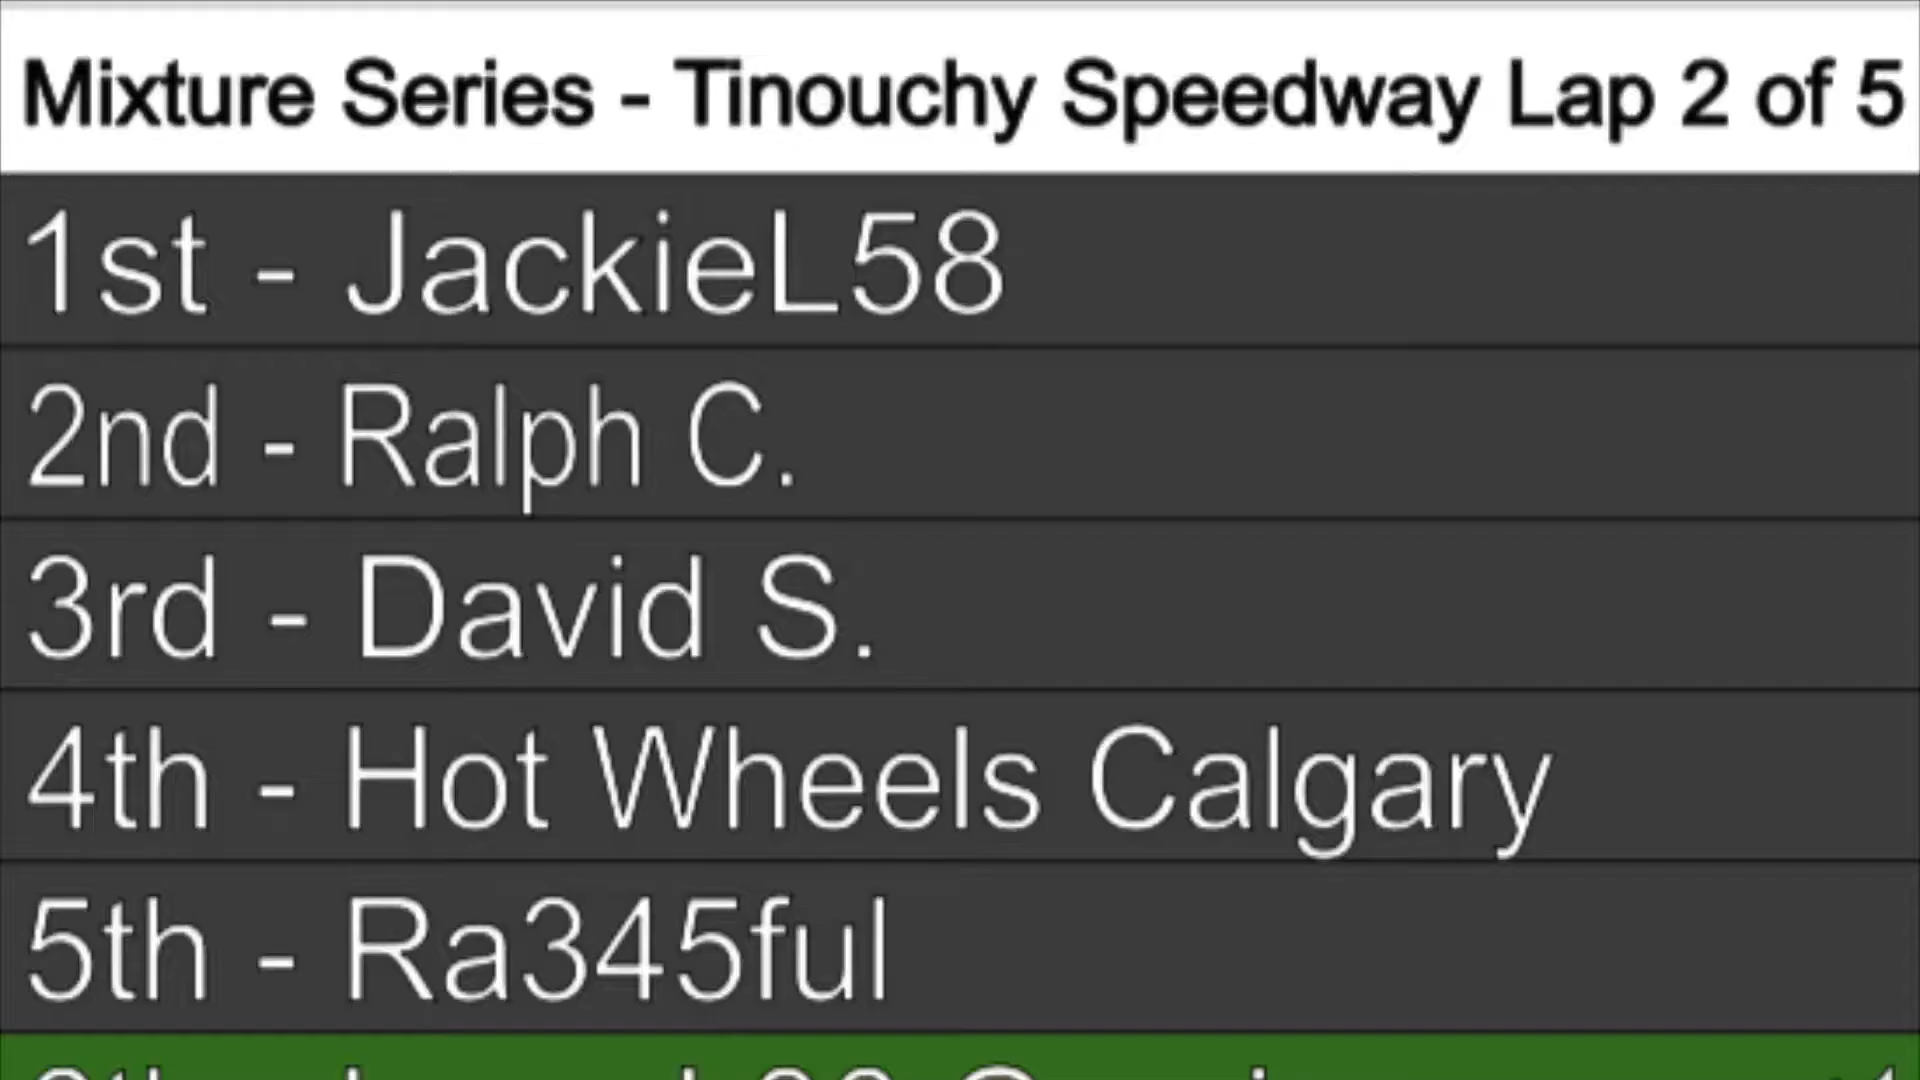 Mixture Series - Tinouchy Speedway Lap 2 of 5
1st - JackieL58
2nd - Ralph C.
3rd - David S.
4th - Hot Wheels Calgary
5th - Ra345ful